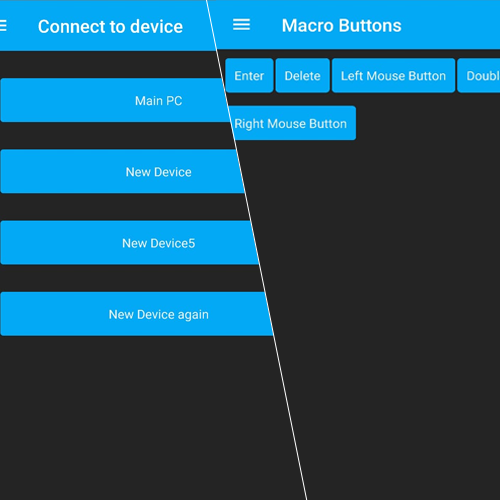 Connect to device
Main PC
New Device
New Device5
New Device again
Macro Buttons
Enter Delete Left Mouse Button
Right Mouse Button